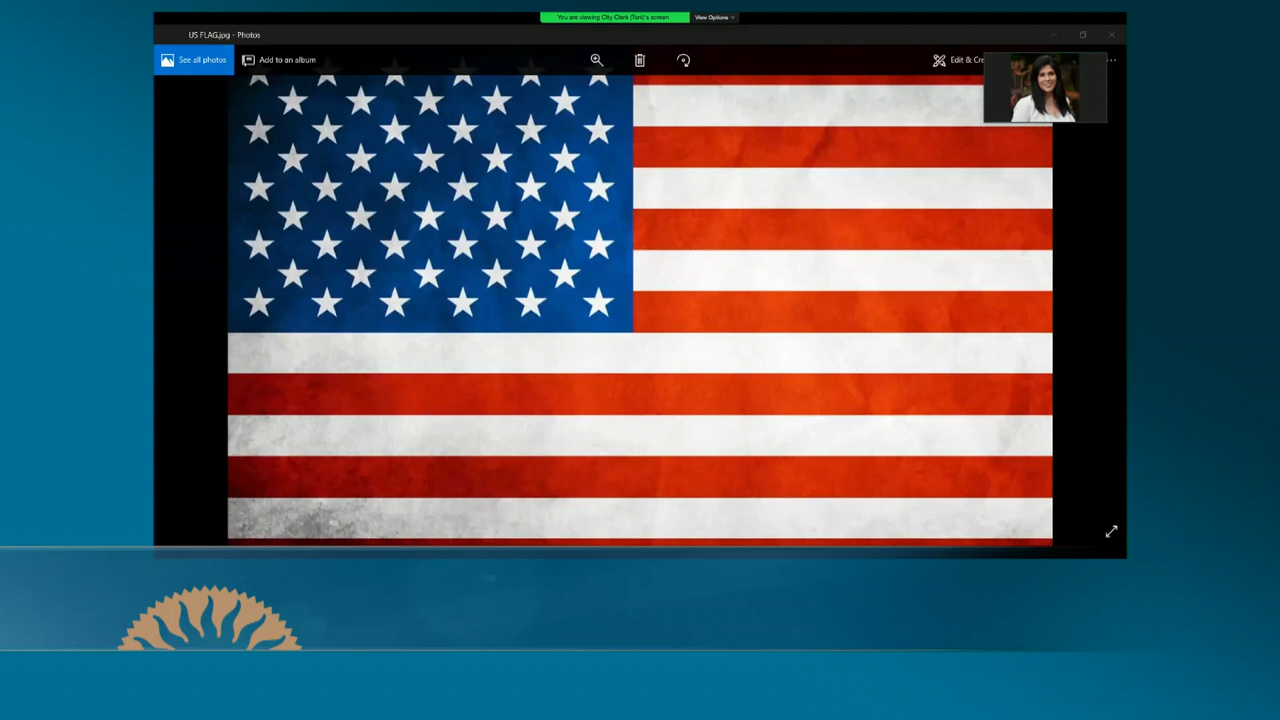 You are viewing City Clerk (Toni)'s screen View Options
US FLAG.jpg - Photos
See all photos Add to an album Edit & Cre